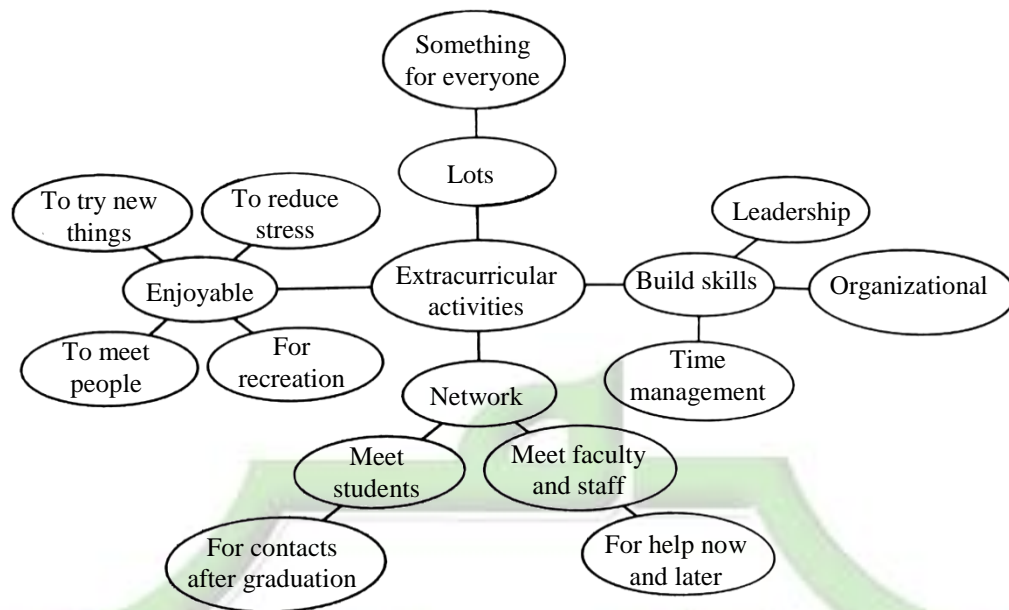 Something
for everyone
Lots
To try new
things
To reduce
stress
Enjoyable
To meet
people
For
recreation
Extracurricular
activities
Build skills
Leadership
Organizational
Time
management
Network
Meet
students
Meet faculty
and staff
For contacts
after graduation
For help now
and later